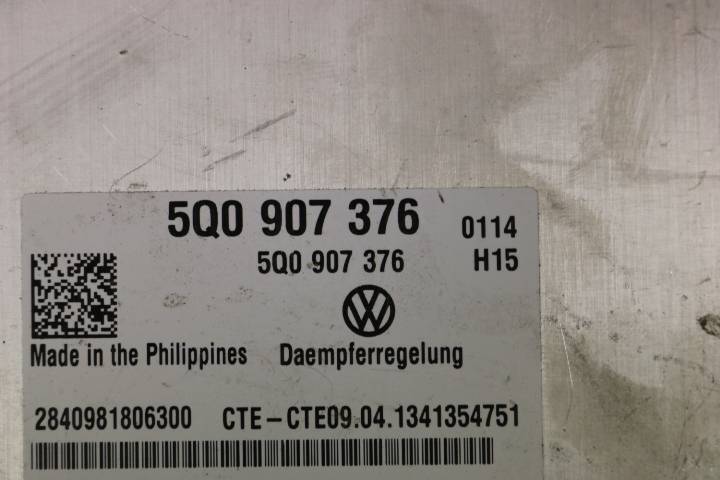 5Q0 907 376 0114
5Q0 907 376 H15
Made in the Philippines Daempferregelung
2840981806300 CTE-CTE09.04.1341354751